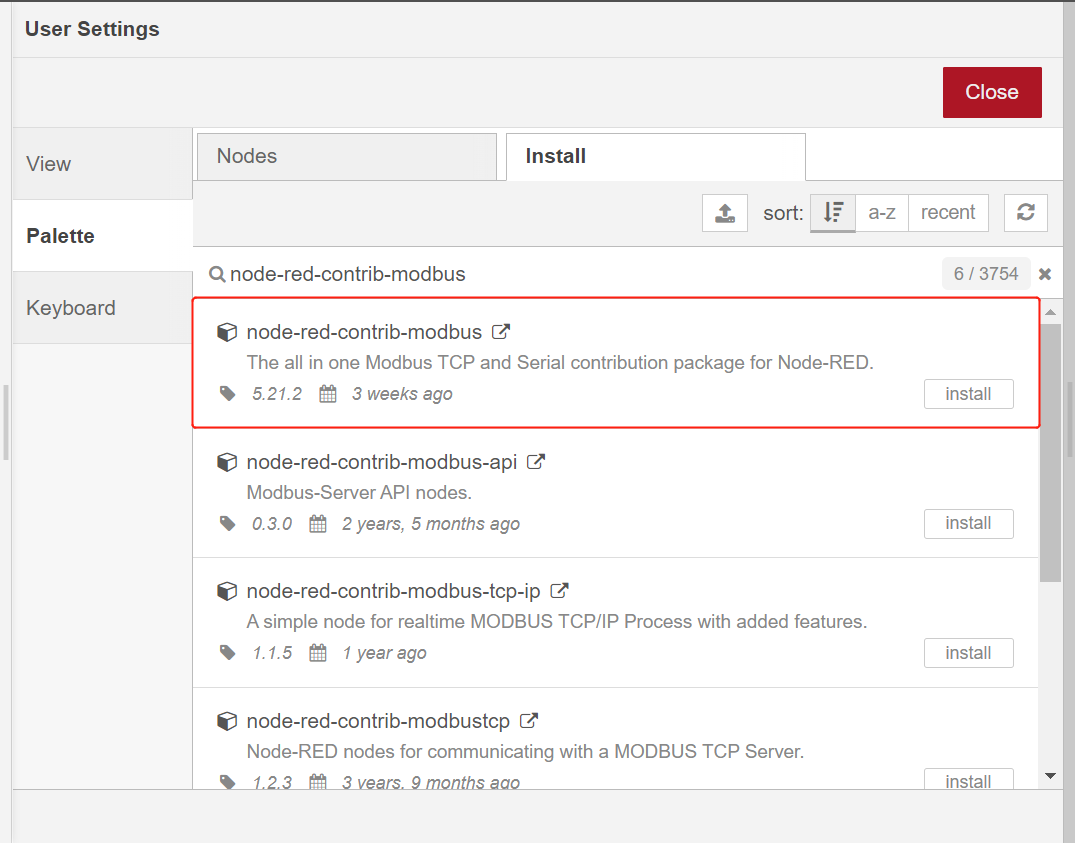 User Settings
Close
View
Palette
Keyboard
Nodes
Install
sort: a-z recent
node-red-contrib-modbus 6 / 3754
node-red-contrib-modbus
The all in one Modbus TCP and Serial contribution package for Node-RED.
5.21.2 3 weeks ago install
node-red-contrib-modbus-api
Modbus-Server API nodes.
0.3.0 2 years, 5 months ago install
node-red-contrib-modbus-tcp-ip
A simple node for realtime MODBUS TCP/IP Process with added features.
1.1.5 1 year ago install
node-red-contrib-modbustcp
Node-RED nodes for communicating with a MODBUS TCP Server.
1.2.3 3 years, 9 months ago install